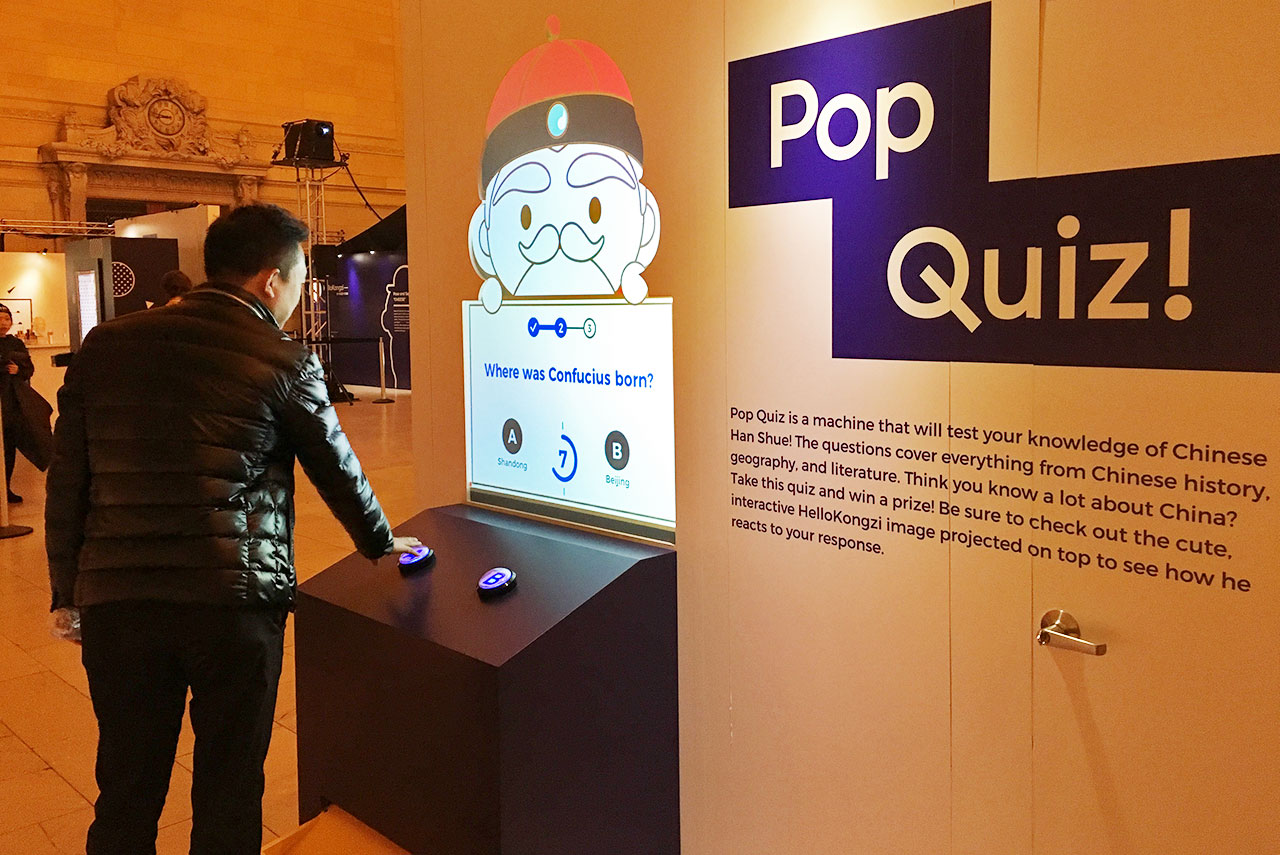 Pop
Quiz!
Pop Quiz is a machine that will test your knowledge of Chinese
Han Shue! The questions cover everything from Chinese history,
geography, and literature. Think you know a lot about China?
Take this quiz and win a prize! Be sure to check out the cute,
interactive HelloKongzi image projected on top to see how he
reacts to your response.
2 3
Where was Confucius born?
A
Shandong
7
B
Beijing
B